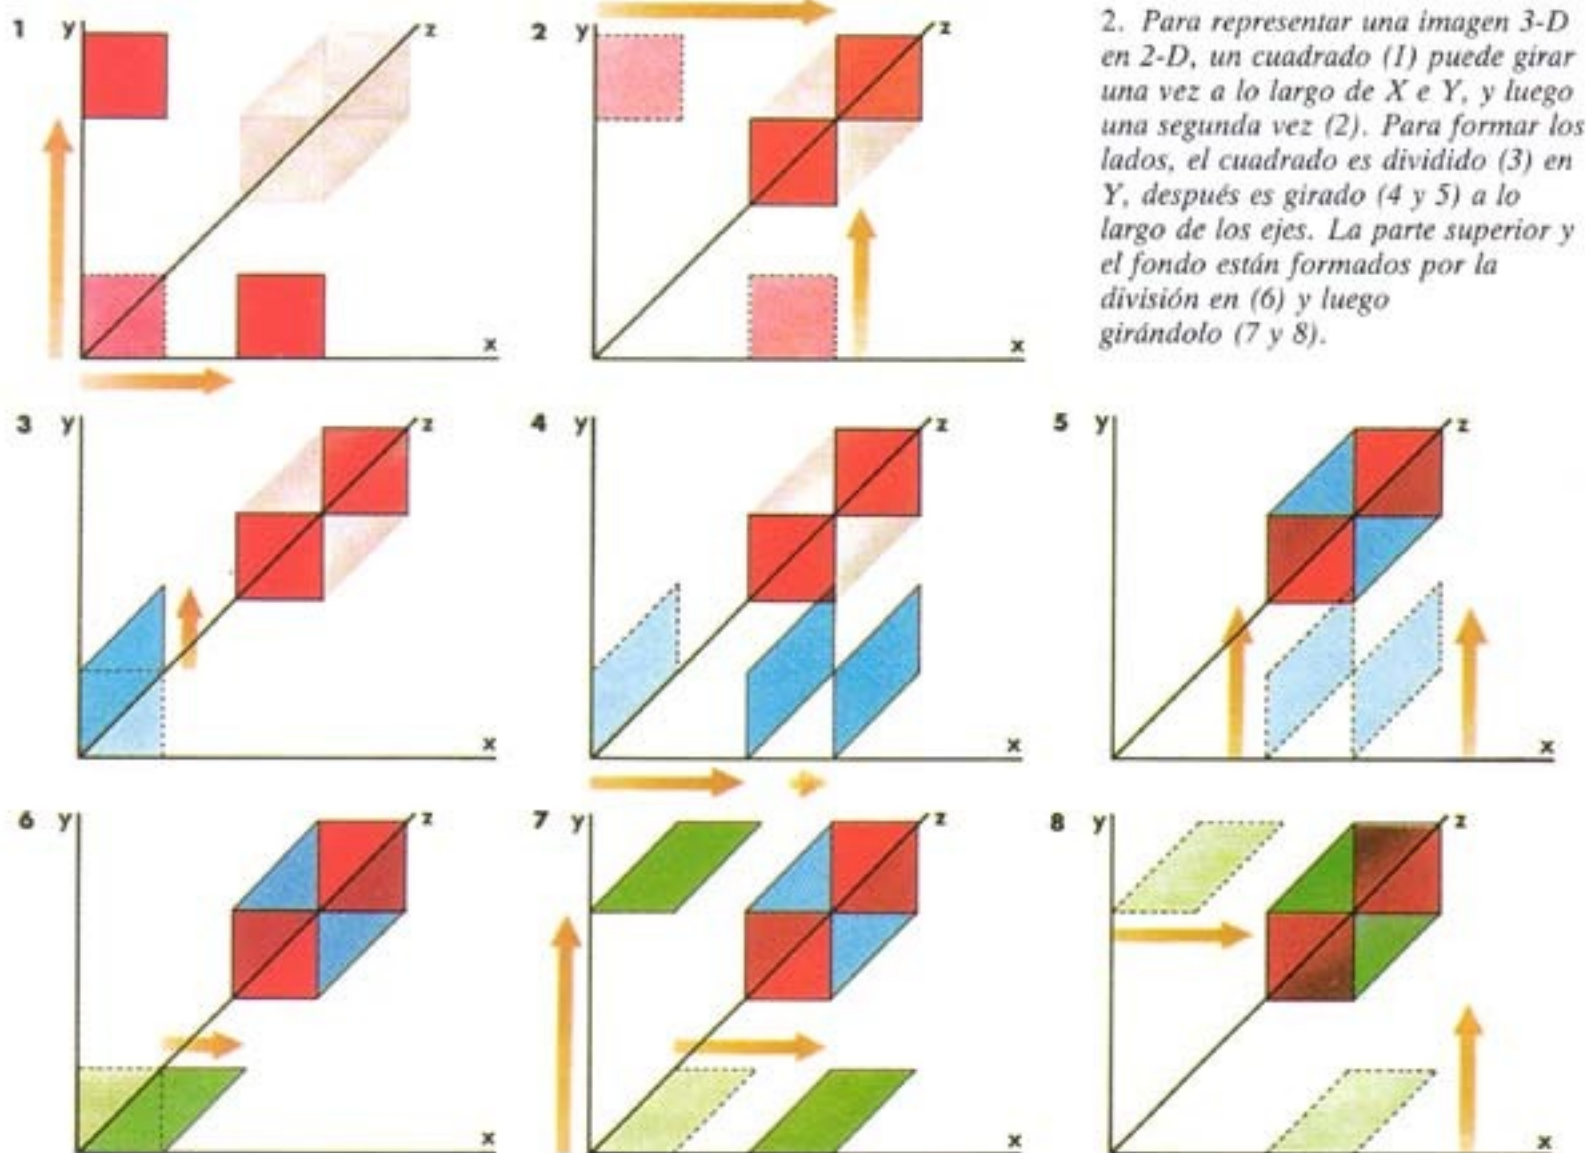 1 y z
x
2 y z
x
2. Para representar una imagen 3-D
en 2-D, un cuadrado (1) puede girar
una vez a lo largo de X e Y, y luego
una segunda vez (2). Para formar los
lados, el cuadrado es dividido (3) en
Y, después es girado (4 y 5) a lo
largo de los ejes. La parte superior y
el fondo están formados por la
división en (6) y luego
girándolo (7 y 8).
3 y z
x
4 y z
x
5 y z
x
6 y z
x
7 y z
x
8 y z
x